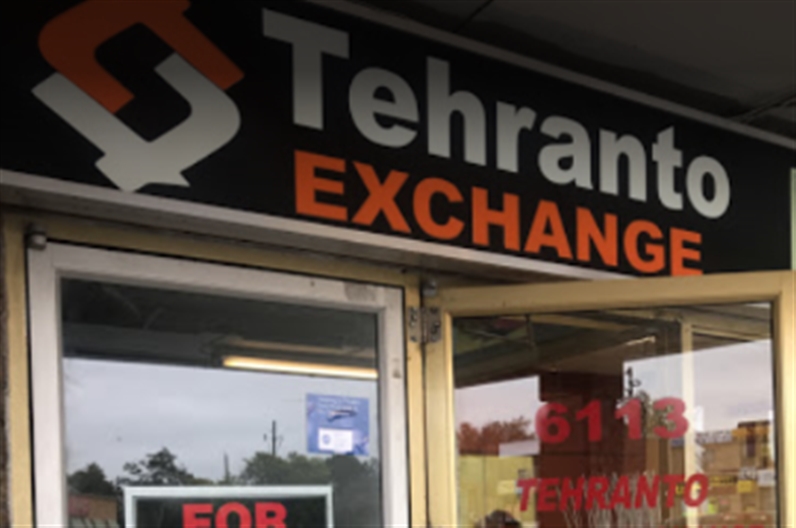 Tehranto
EXCHANGE
6113
TEHRANTO
FOR